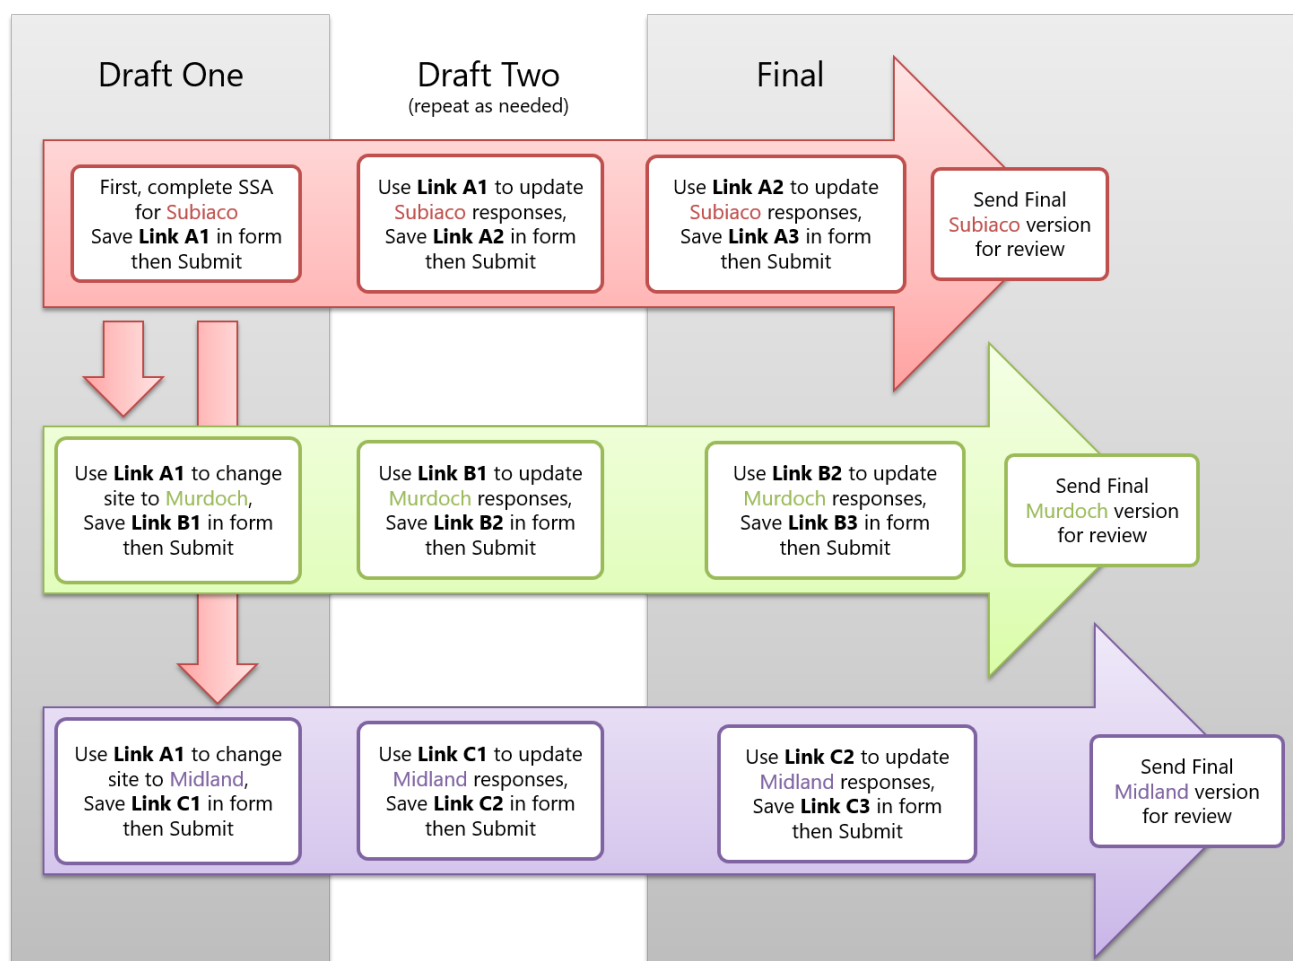 Draft One
Draft Two
(repeat as needed)
Final
First, complete SSA
for Subiaco
Save Link A1 in form
then Submit
Use Link A1 to update
Subiaco responses,
Save Link A2 in form
then Submit
Use Link A2 to update
Subiaco responses,
Save Link A3 in form
then Submit
Send Final
Subiaco version
for review
Use Link A1 to change
site to Murdoch,
Save Link B1 in form
then Submit
Use Link B1 to update
Murdoch responses,
Save Link B2 in form
then Submit
Use Link B2 to update
Murdoch responses,
Save Link B3 in form
then Submit
Send Final
Murdoch version
for review
Use Link A1 to change
site to Midland,
Save Link C1 in form
then Submit
Use Link C1 to update
Midland responses,
Save Link C2 in form
then Submit
Use Link C2 to update
Midland responses,
Save Link C3 in form
then Submit
Send Final
Midland version
for review